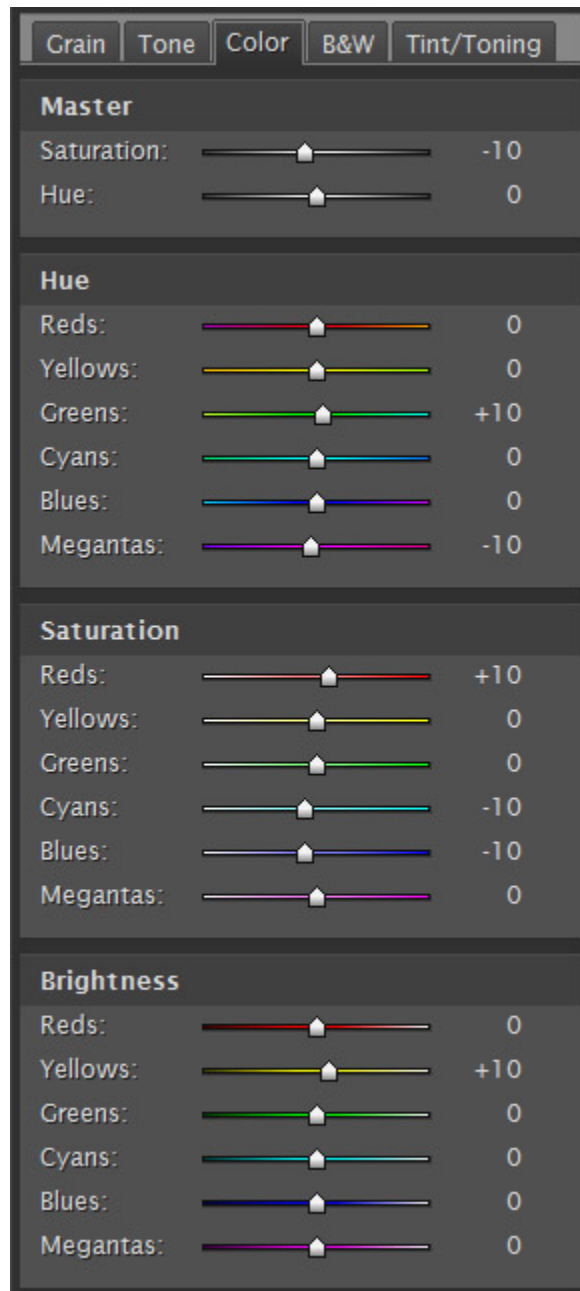 Grain Tone Color B&W Tint/Toning
Master
Saturation: -10
Hue: 0
Hue
Reds: 0
Yellows: 0
Greens: +10
Cyans: 0
Blues: 0
Megantas: -10
Saturation
Reds: +10
Yellows: 0
Greens: 0
Cyans: -10
Blues: -10
Megantas: 0
Brightness
Reds: 0
Yellows: +10
Greens: 0
Cyans: 0
Blues: 0
Megantas: 0